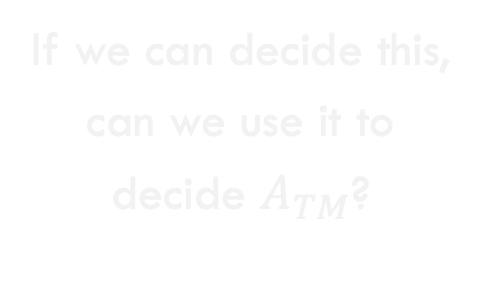 If we can decide this,
can we use it to
decide A_{TM}?